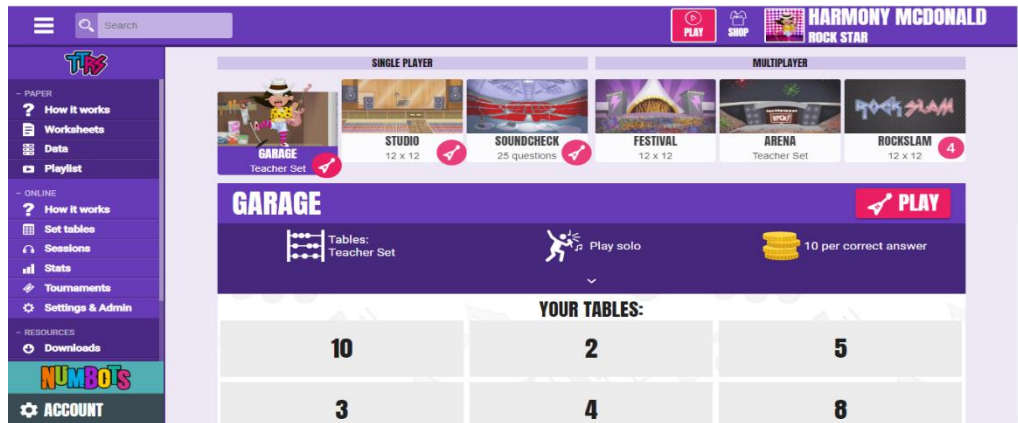 Search
PLAY
SHOP
HARMONY MCDONALD
ROCK STAR
TTRS
– PAPER
? How it works
Worksheets
Data
Playlist
– ONLINE
? How it works
Set tables
Sessions
Stats
Tournaments
Settings & Admin
– RESOURCES
Downloads
NUMBOTS
ACCOUNT
SINGLE PLAYER
MULTIPLAYER
GARAGE
Teacher Set
STUDIO
12 x 12
SOUNDCHECK
25 questions
FESTIVAL
12 x 12
ARENA
Teacher Set
ROCK SLAM
ROCKSLAM
12 x 12
4
GARAGE
PLAY
Tables:
Teacher Set
Play solo
10 per correct answer
YOUR TABLES:
10 2 5
3 4 8